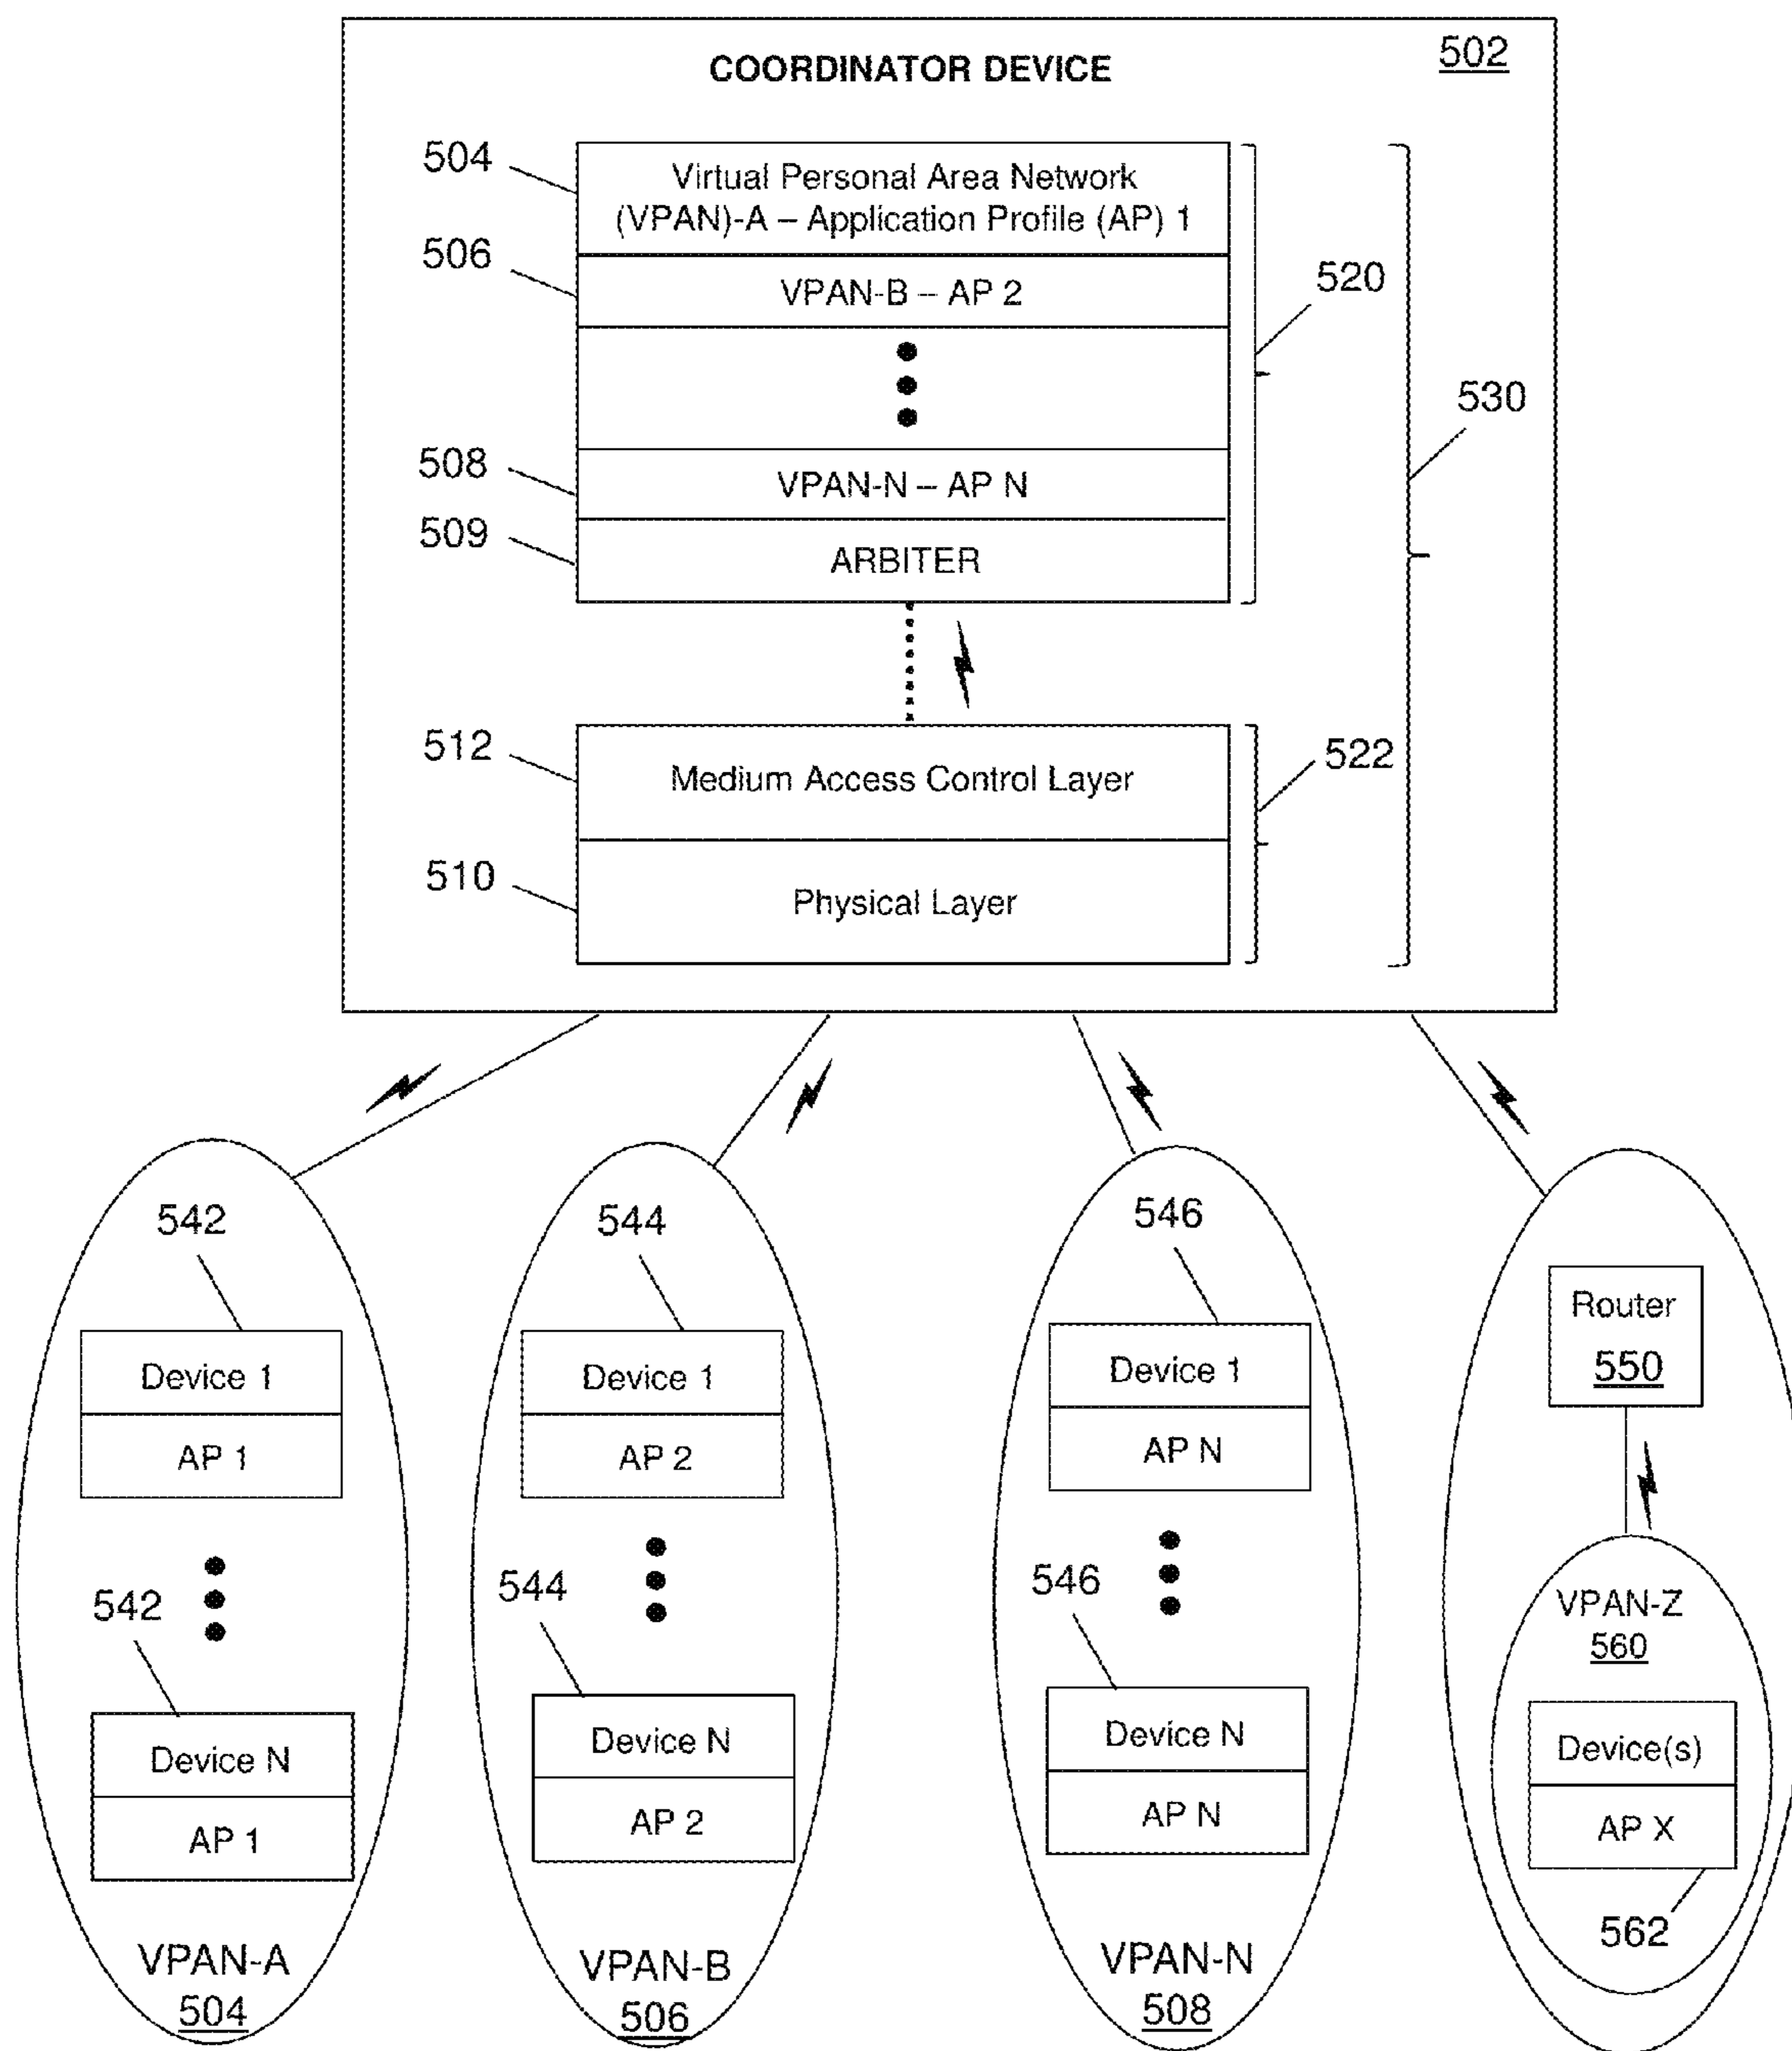 COORDINATOR DEVICE
502
504
Virtual Personal Area Network
(VPAN)-A – Application Profile (AP) 1
506
VPAN-B – AP 2
520
530
508
VPAN-N – AP N
509
ARBITER
512
Medium Access Control Layer
522
510
Physical Layer
542
Device 1
AP 1
542
Device N
AP 1
VPAN-A
504
544
Device 1
AP 2
544
Device N
AP 2
VPAN-B
506
546
Device 1
AP N
546
Device N
AP N
VPAN-N
508
Router
550
VPAN-Z
560
Device(s)
AP X
562